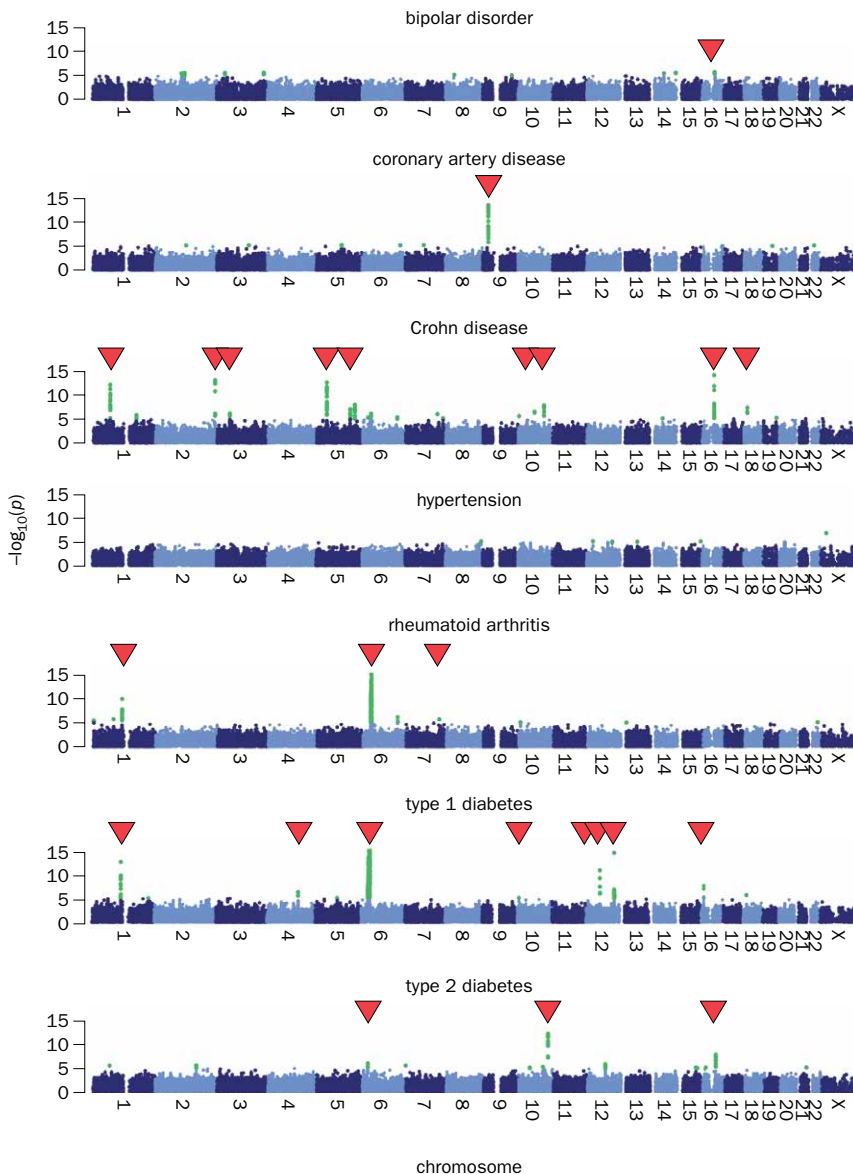 bipolar disorder
15
10
5
0
1 2 3 4 5 6 7 8 9 10 11 12 13 14 15 16 17 18 19 20 21 22 X
coronary artery disease
15
10
5
0
1 2 3 4 5 6 7 8 9 10 11 12 13 14 15 16 17 18 19 20 21 22 X
Crohn disease
15
10
5
0
1 2 3 4 5 6 7 8 9 10 11 12 13 14 15 16 17 18 19 20 21 22 X
−log10(p)
hypertension
15
10
5
0
1 2 3 4 5 6 7 8 9 10 11 12 13 14 15 16 17 18 19 20 21 22 X
rheumatoid arthritis
15
10
5
0
1 2 3 4 5 6 7 8 9 10 11 12 13 14 15 16 17 18 19 20 21 22 X
type 1 diabetes
15
10
5
0
1 2 3 4 5 6 7 8 9 10 11 12 13 14 15 16 17 18 19 20 21 22 X
type 2 diabetes
15
10
5
0
1 2 3 4 5 6 7 8 9 10 11 12 13 14 15 16 17 18 19 20 21 22 X
chromosome